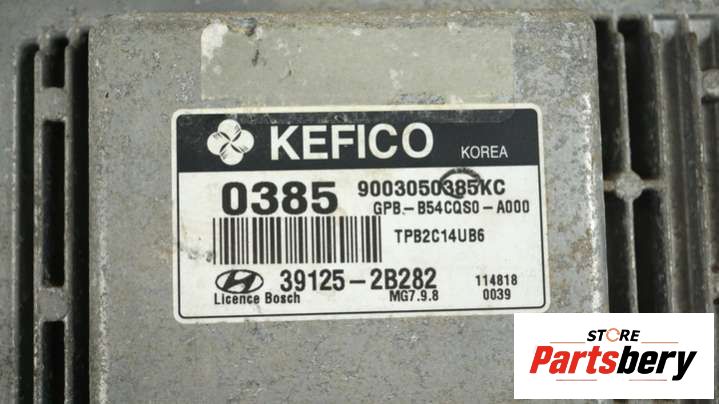 KEFICO KOREA
0385 9003050385KC
GPB.-B54CQS0-A000
TPB2C14UB6
39125-2B282 114818
Licence Bosch MG7.9.8 0039
STORE
Partsbery